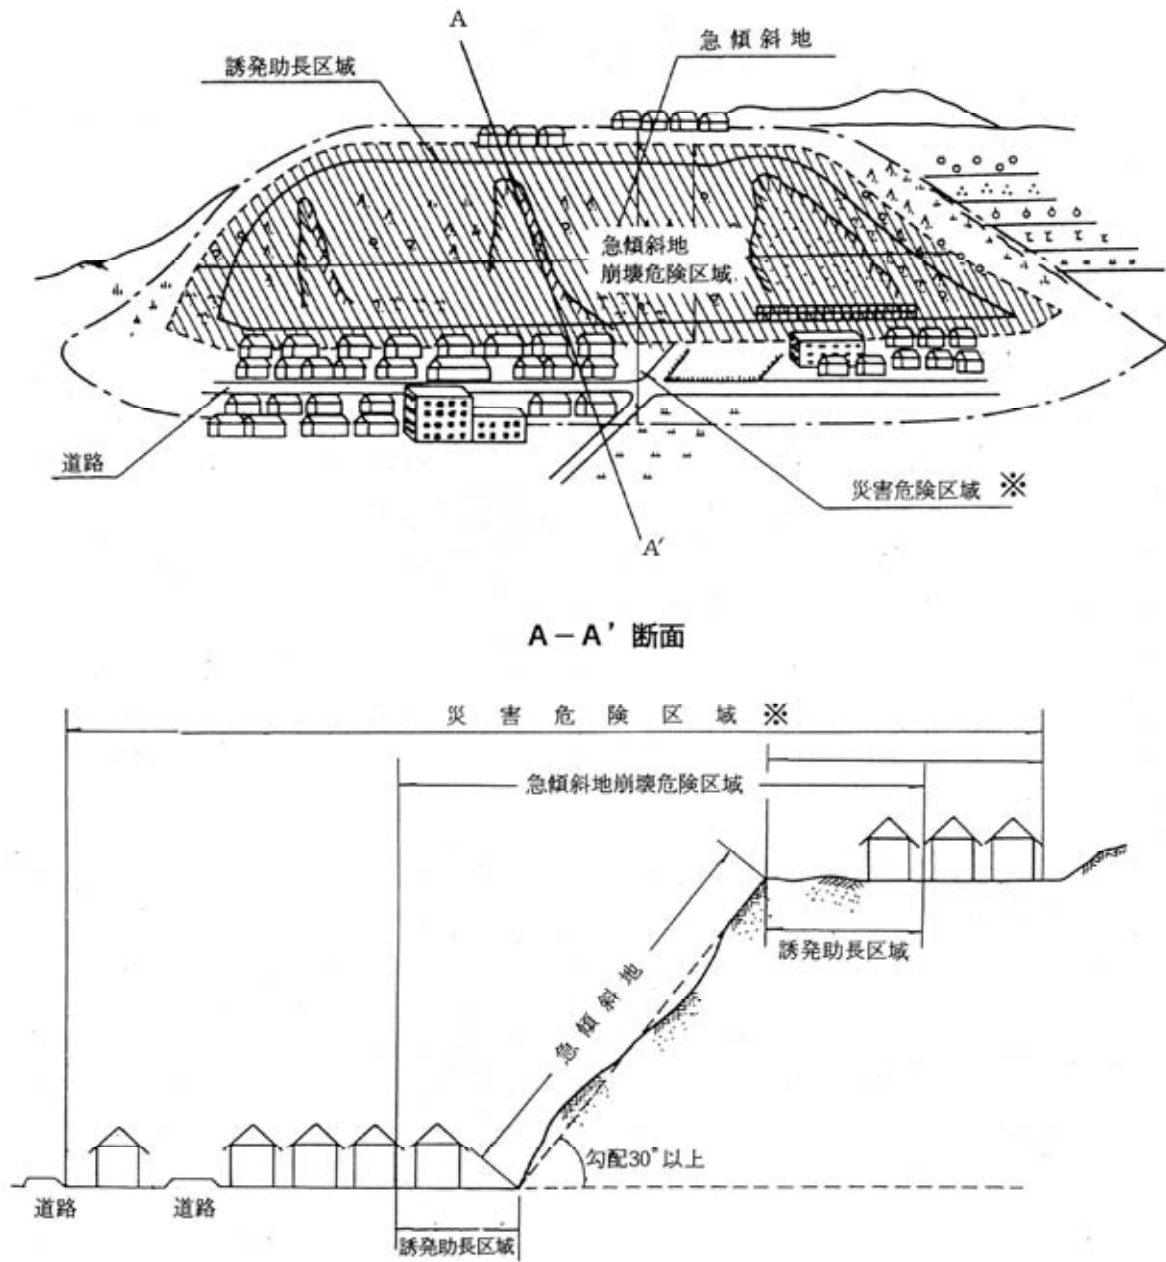 A
急傾斜地
誘発助長区域
急傾斜地
崩壊危険区域
道路
災害危険区域 ※
A′
A－A’断面
災害危険区域※
急傾斜地崩壊危険区域
誘発助長区域
急傾斜地
勾配30°以上
道路
道路
誘発助長区域